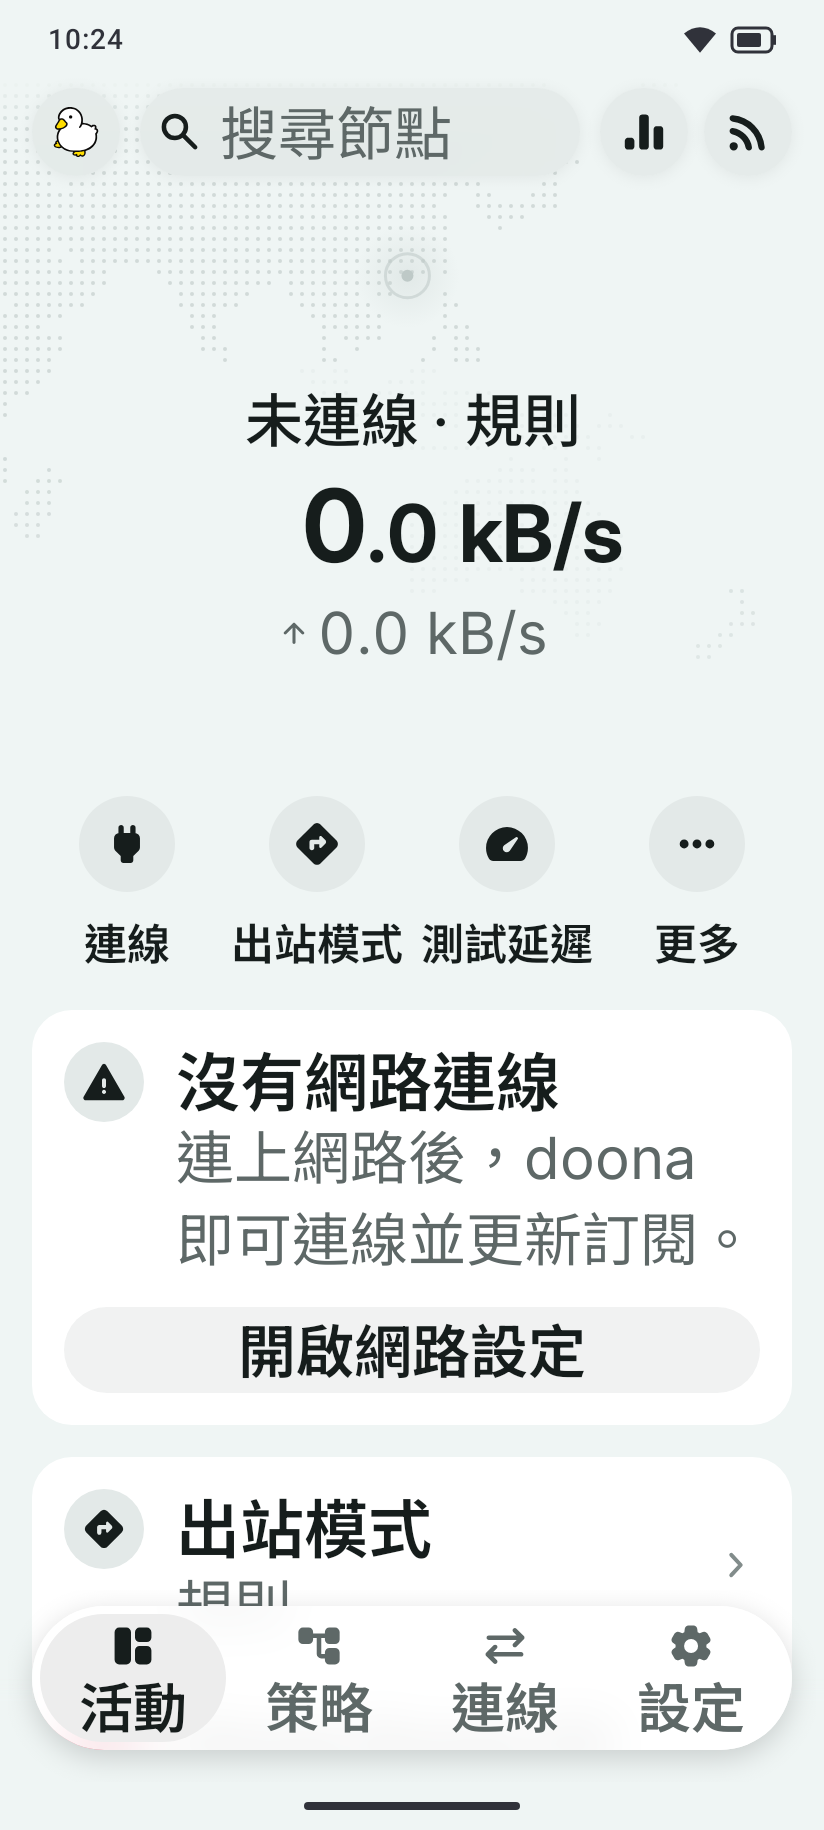 10:24
搜尋節點
未連線 · 規則
0.0 kB/s
↑ 0.0 kB/s
連線
出站模式
測試延遲
更多
沒有網路連線
連上網路後，doona
即可連線並更新訂閱。
開啟網路設定
出站模式
規則
活動
策略
連線
設定